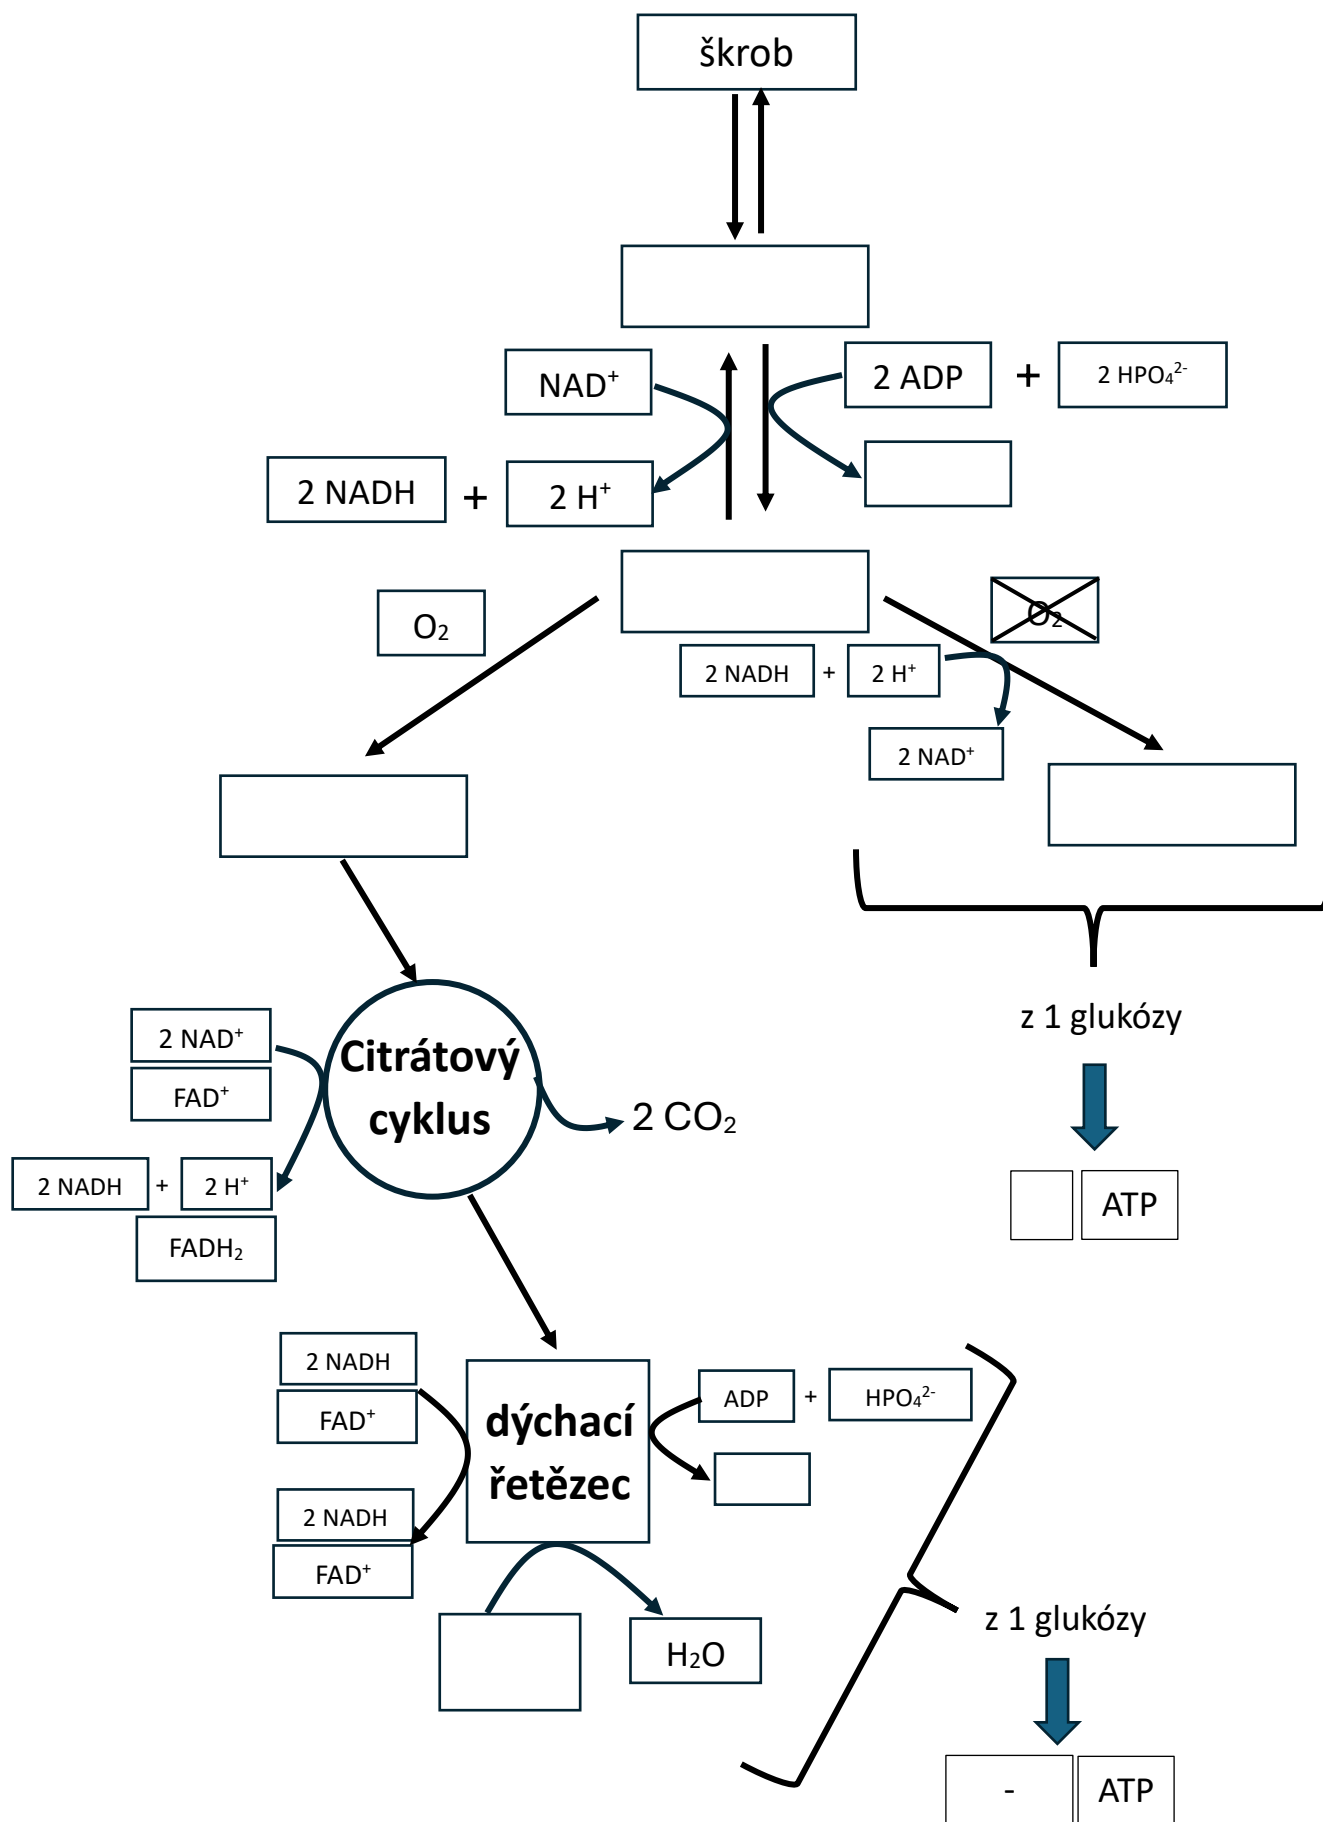 škrob
NAD⁺
2 ADP + 2 HPO₄²⁻
2 NADH + 2 H⁺
O₂
O₂
2 NADH + 2 H⁺
2 NAD⁺
z 1 glukózy
2 NAD⁺
FAD⁺
Citrátový
cyklus
2 CO₂
2 NADH + 2 H⁺
FADH₂
ATP
2 NADH
FAD⁺
dýchací
řetězec
ADP + HPO₄²⁻
2 NADH
FAD⁺
H₂O
z 1 glukózy
- ATP